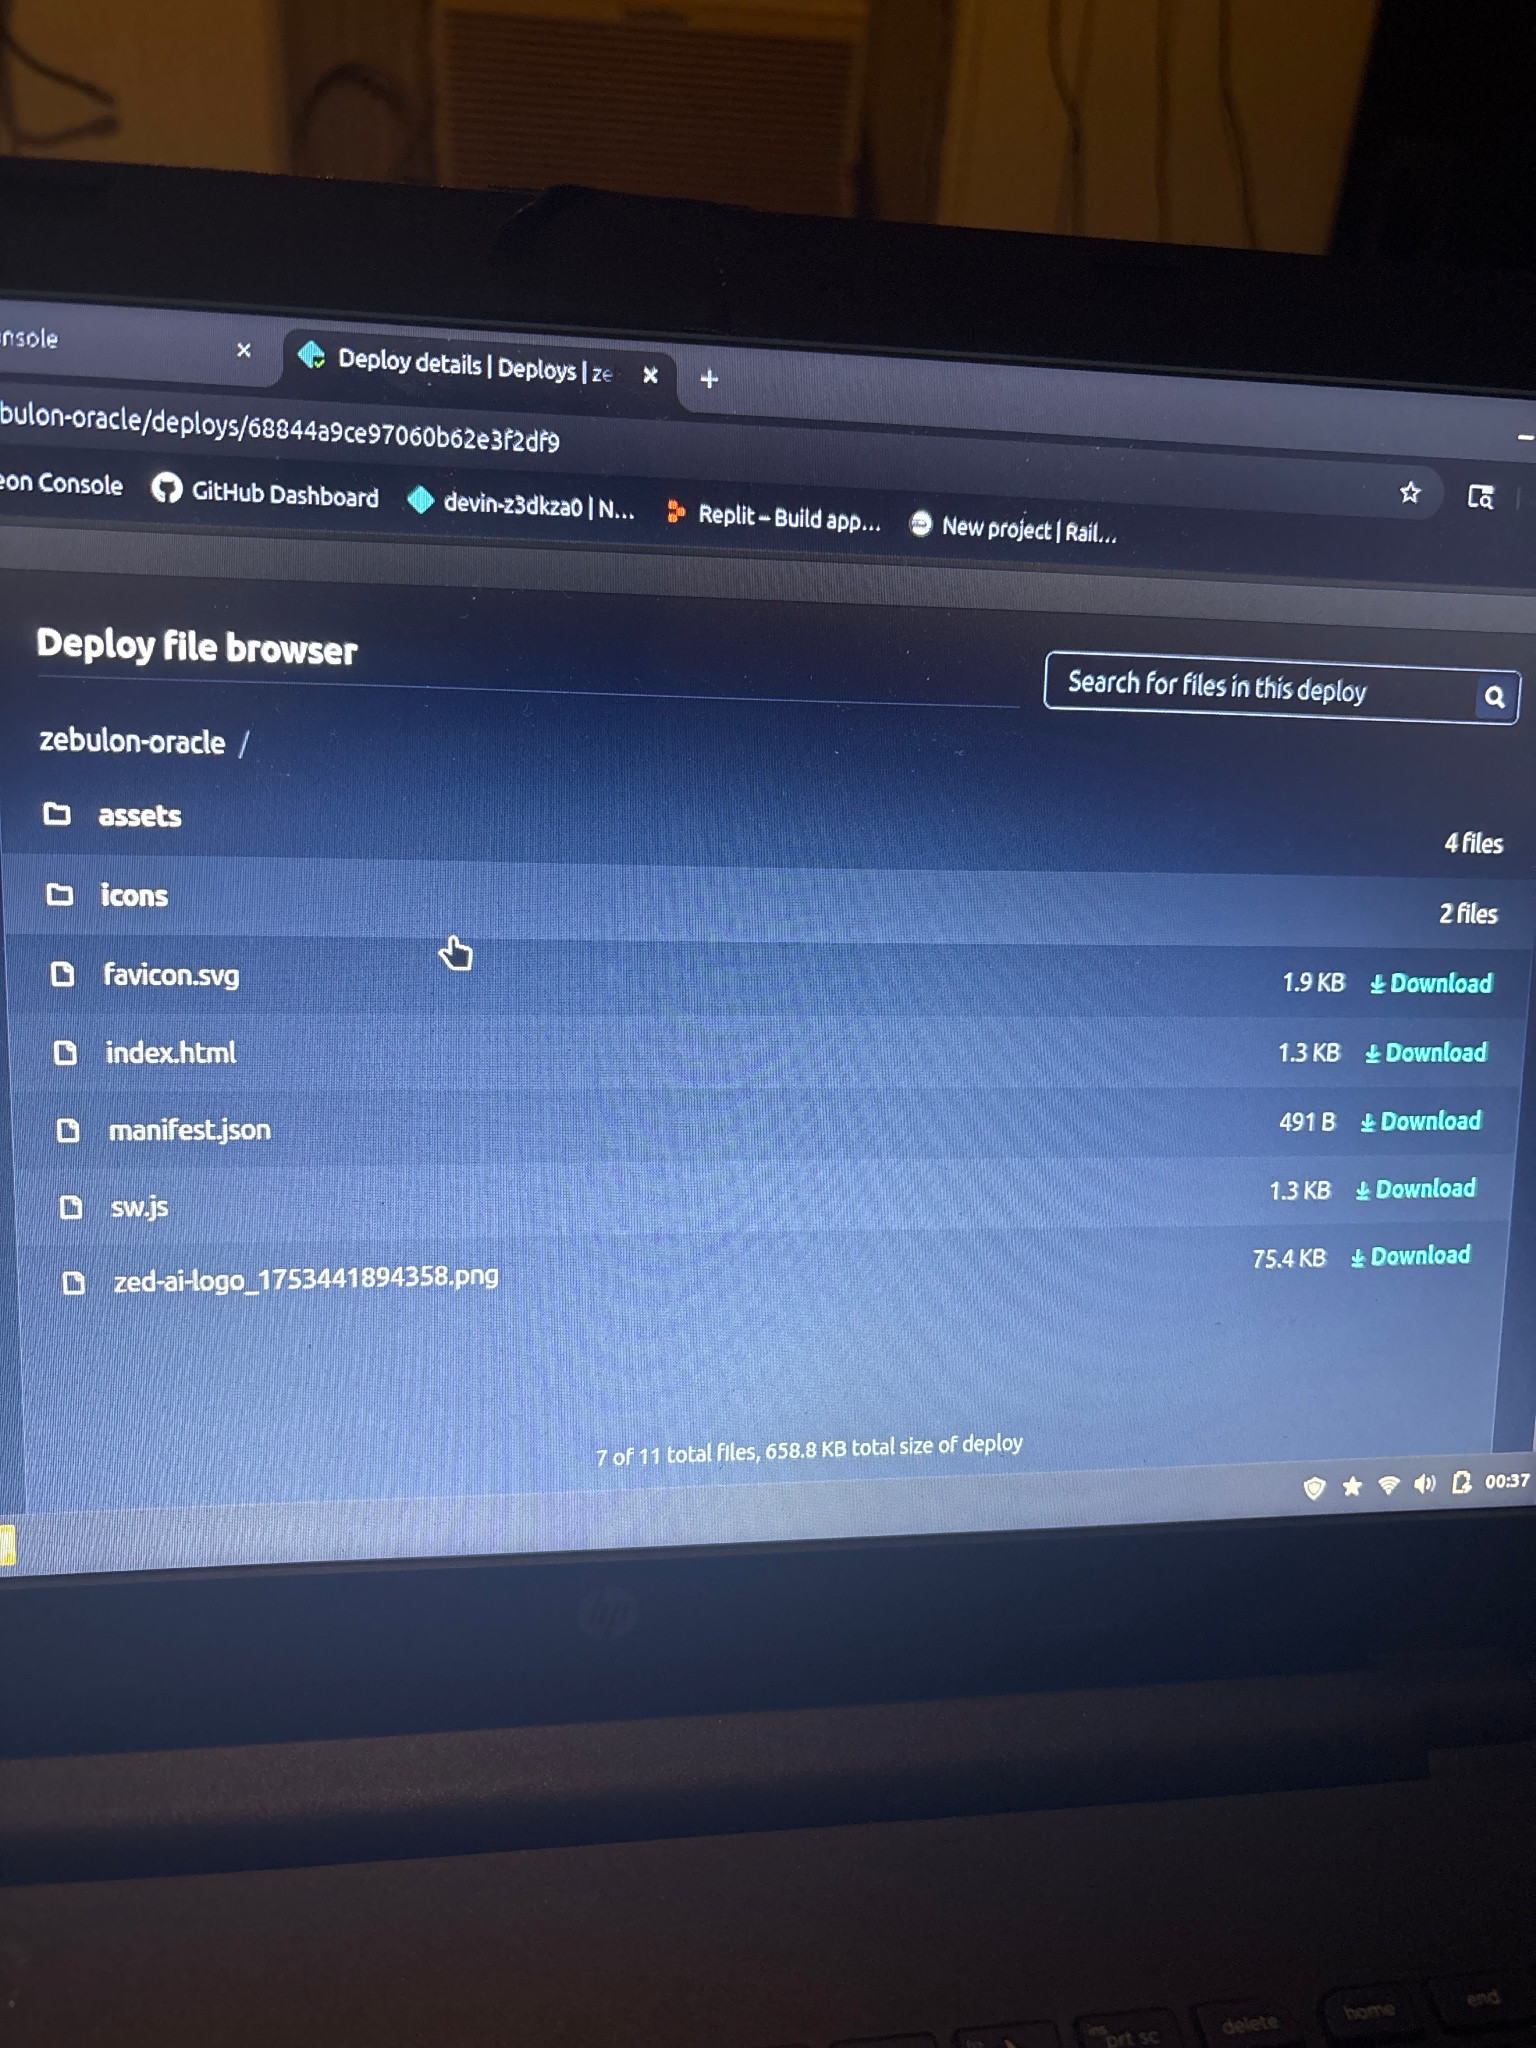 nsole
Deploy details | Deploys | ze
bulon-oracle/deploys/68844a9ce97060b62e3f2df9
eon Console GitHub Dashboard devin-z3dkza0 | N... Replit – Build app... New project | Rail...
Deploy file browser
Search for files in this deploy
zebulon-oracle /
assets 4 files
icons 2 files
favicon.svg 1.9 KB Download
index.html 1.3 KB Download
manifest.json 491 B Download
sw.js 1.3 KB Download
zed-ai-logo_1753441894358.png 75.4 KB Download
7 of 11 total files, 658.8 KB total size of deploy
00:37
hp
ins
prt sc delete home end